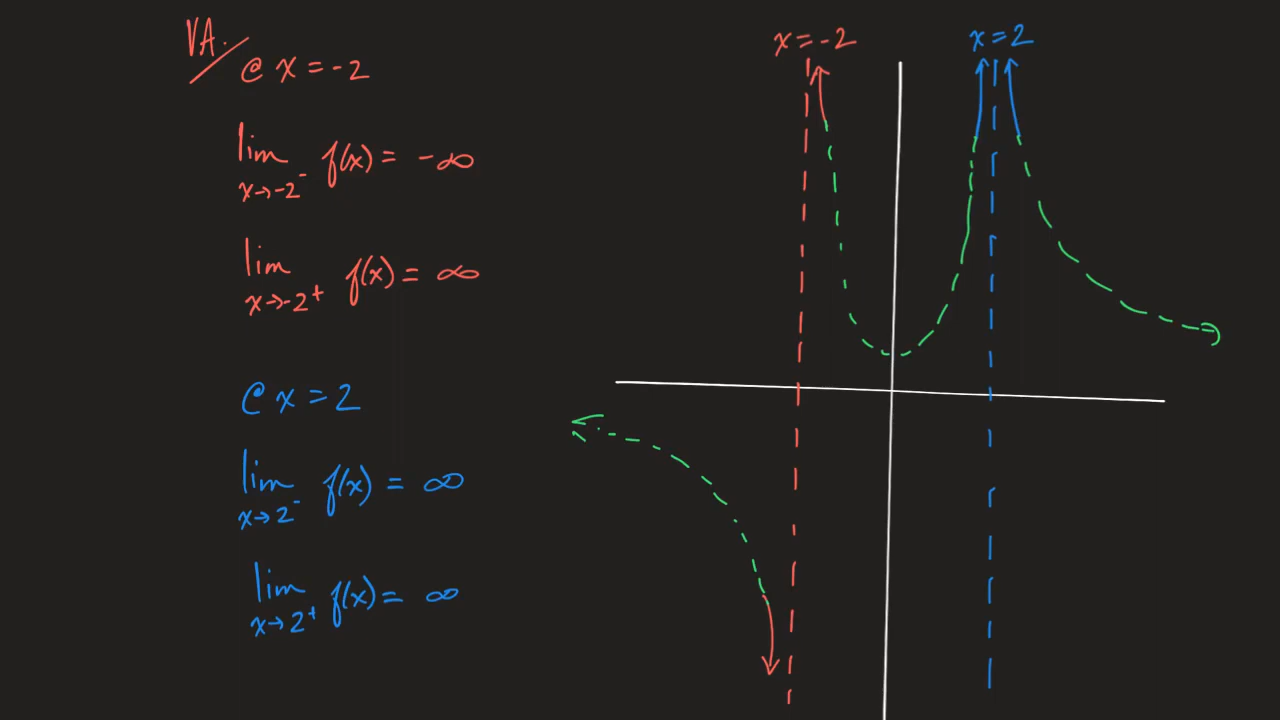 VA.
@ x = -2
lim f(x) = -∞
x→-2⁻
lim f(x) = ∞
x→-2⁺
@ x = 2
lim f(x) = ∞
x→2⁻
lim f(x) = ∞
x→2⁺
x = -2
x = 2